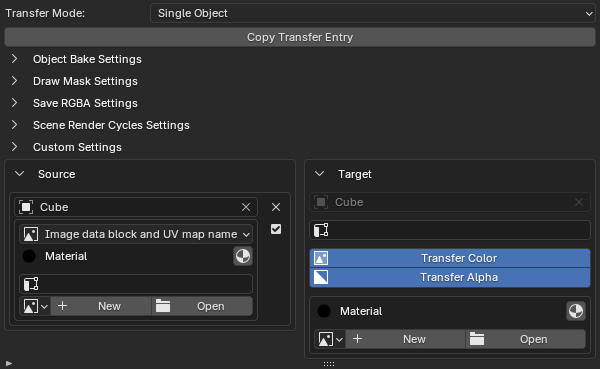 Transfer Mode: Single Object
Copy Transfer Entry
Object Bake Settings
Draw Mask Settings
Save RGBA Settings
Scene Render Cycles Settings
Custom Settings
Source
Cube
Image data block and UV map name
Material
New Open
Target
Cube
Transfer Color
Transfer Alpha
Material
New Open